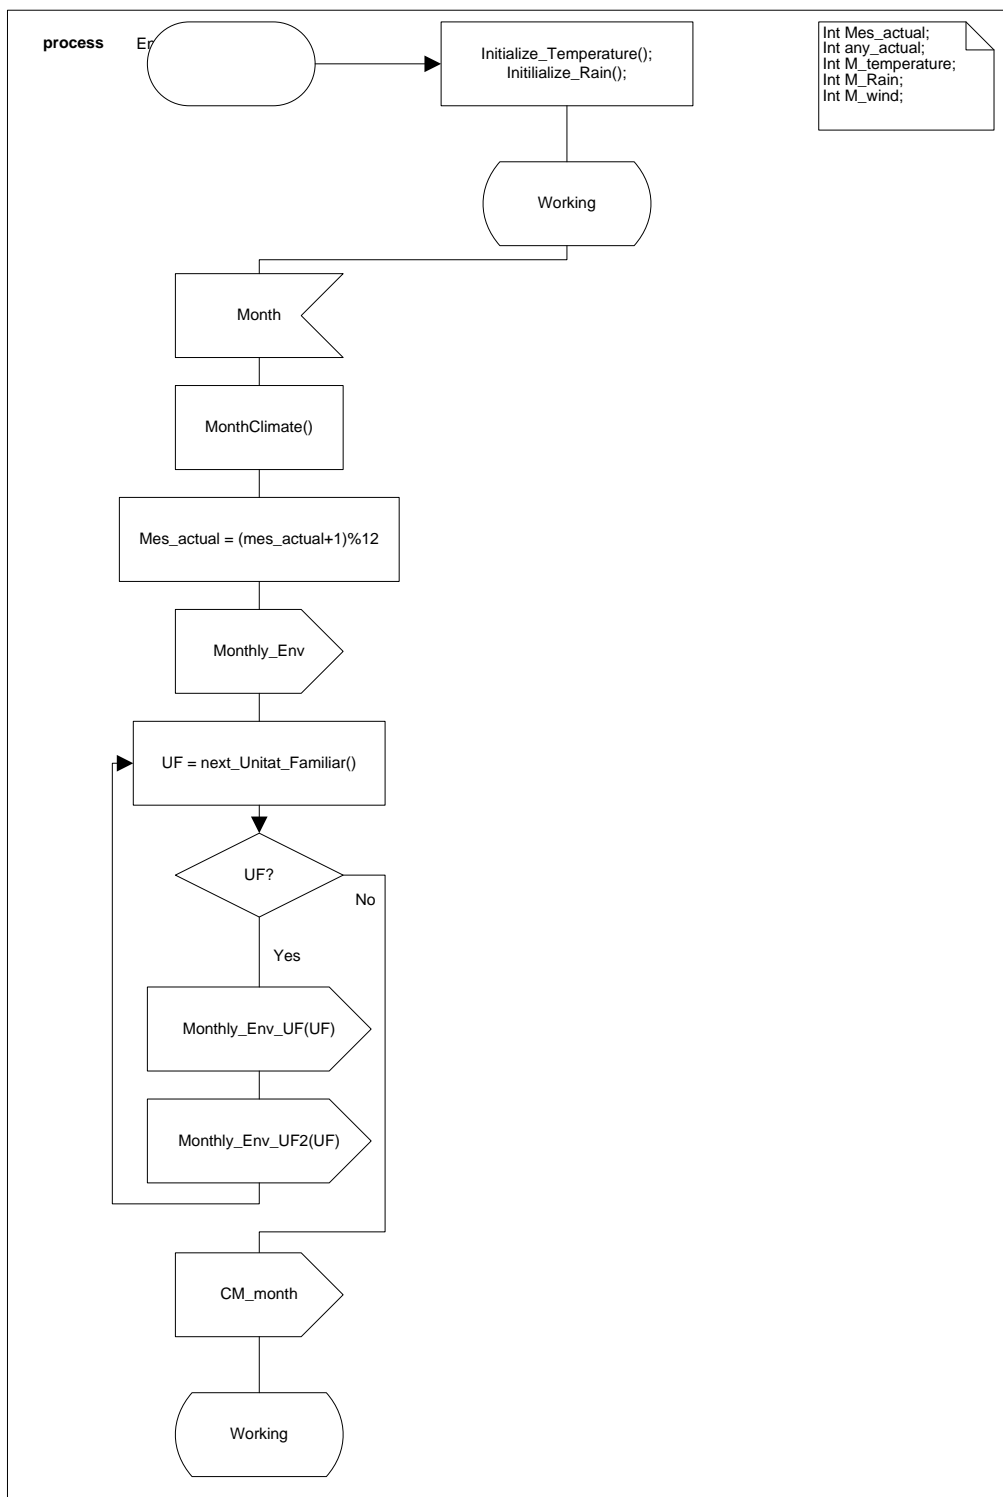 process
Initialize_Temperature();
Initilialize_Rain();
Int Mes_actual;
Int any_actual;
Int M_temperature;
Int M_Rain;
Int M_wind;
Working
Month
MonthClimate()
Mes_actual = (mes_actual+1)%12
Monthly_Env
UF = next_Unitat_Familiar()
UF?
No
Yes
Monthly_Env_UF(UF)
Monthly_Env_UF2(UF)
CM_month
Working